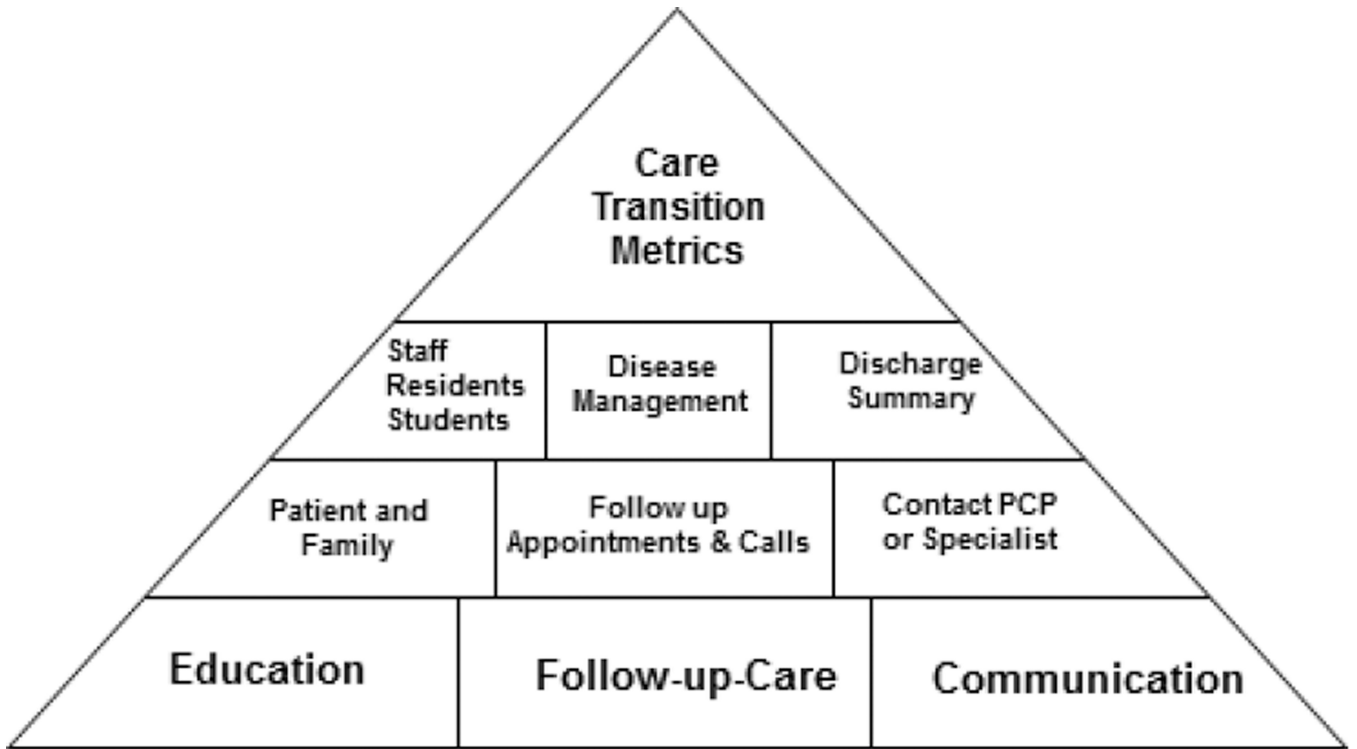 Care
Transition
Metrics
Staff
Residents
Students
Disease
Management
Discharge
Summary
Patient and
Family
Follow up
Appointments & Calls
Contact PCP
or Specialist
Education
Follow-up-Care
Communication